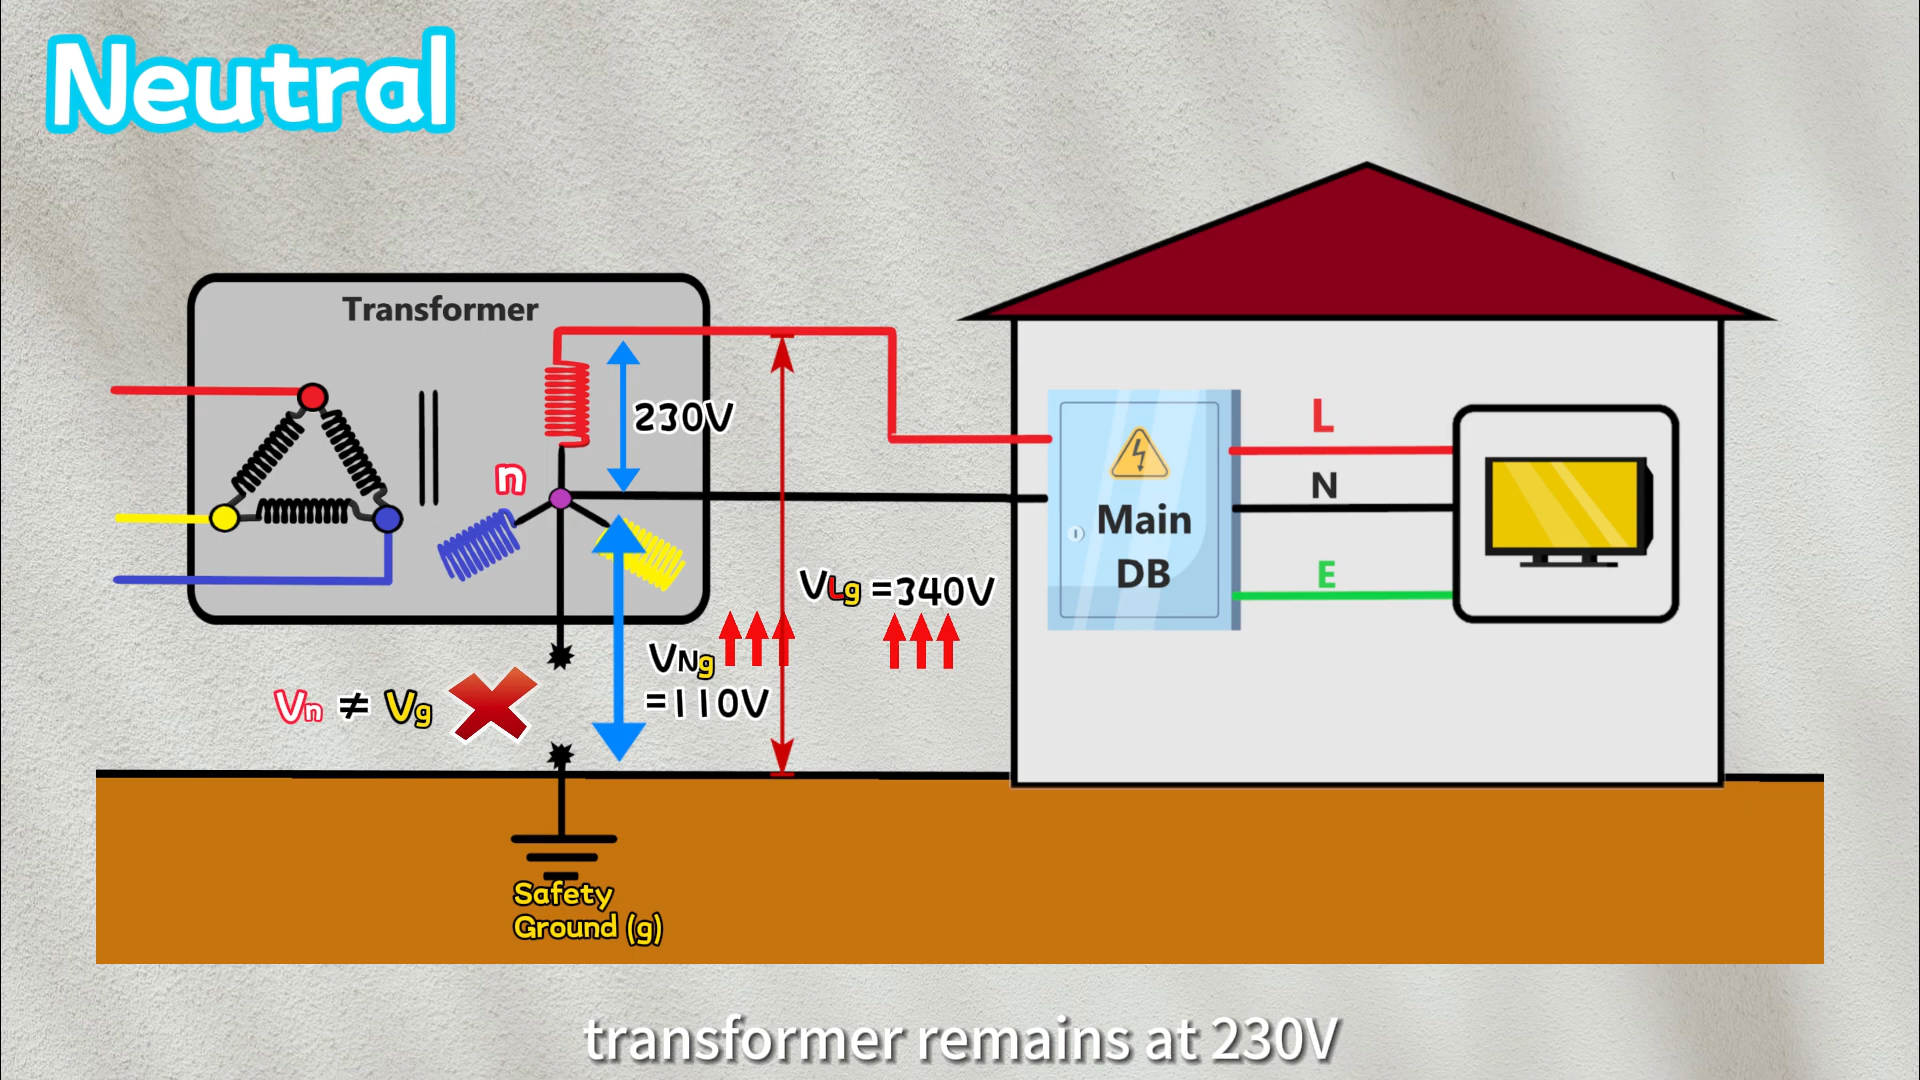 Neutral
Transformer
230V
n
L
N
E
Main
DB
VLg =340V
VNg
=110V
Vn ≠ Vg
Safety
Ground (g)
transformer remains at 230V